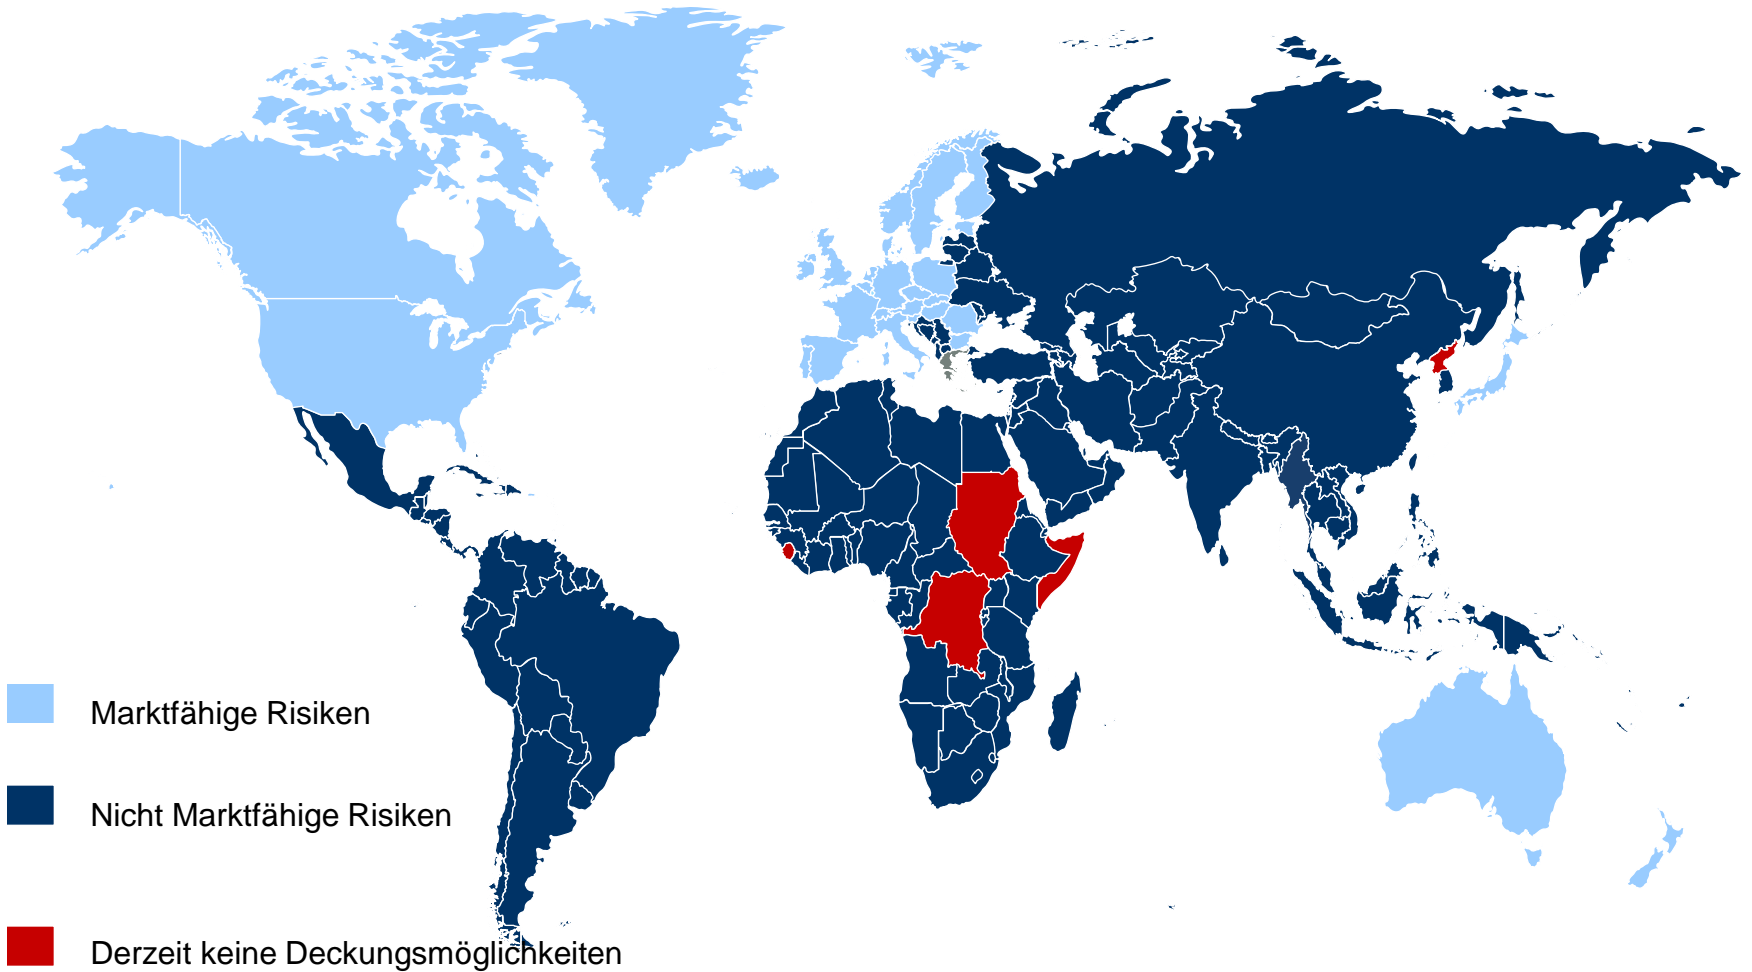 Marktfähige Risiken
Nicht Marktfähige Risiken
Derzeit keine Deckungsmöglichkeiten